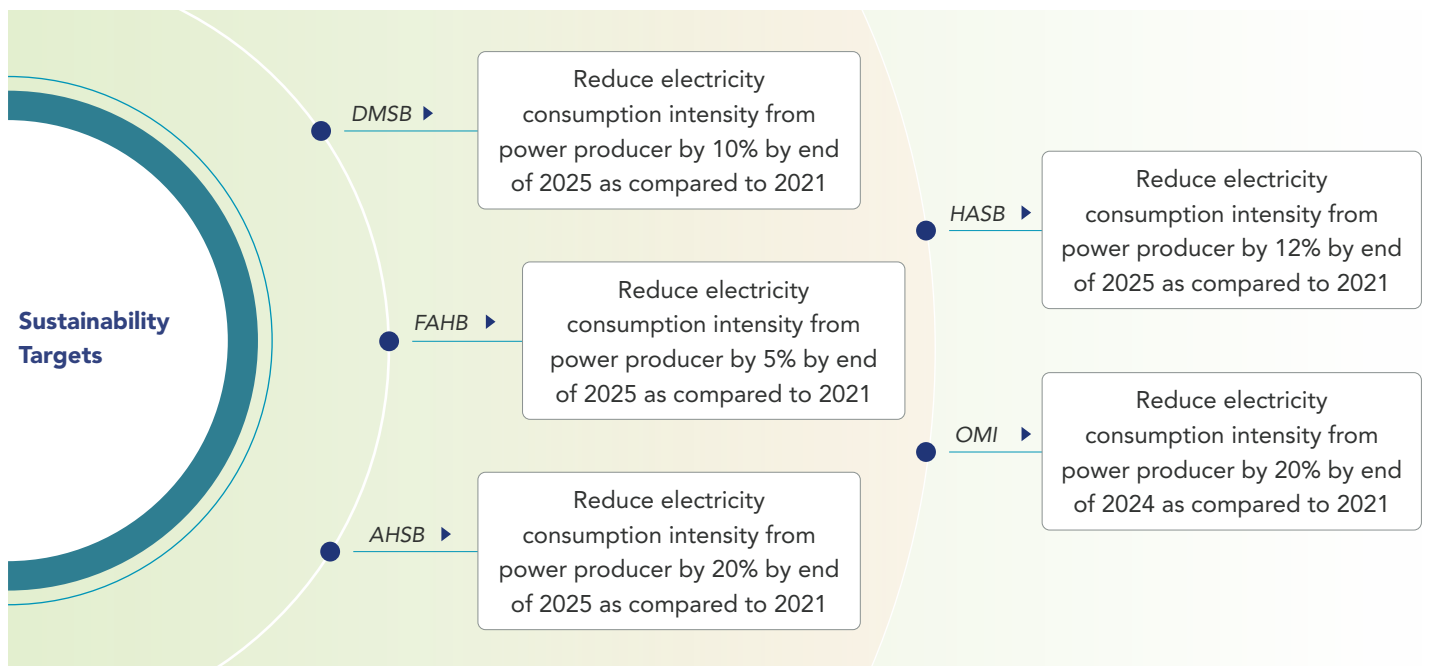 Sustainability
Targets
DMSB
Reduce electricity
consumption intensity from
power producer by 10% by end
of 2025 as compared to 2021
FAHB
Reduce electricity
consumption intensity from
power producer by 5% by end
of 2025 as compared to 2021
AHSB
Reduce electricity
consumption intensity from
power producer by 20% by end
of 2025 as compared to 2021
HASB
Reduce electricity
consumption intensity from
power producer by 12% by end
of 2025 as compared to 2021
OMI
Reduce electricity
consumption intensity from
power producer by 20% by end
of 2024 as compared to 2021